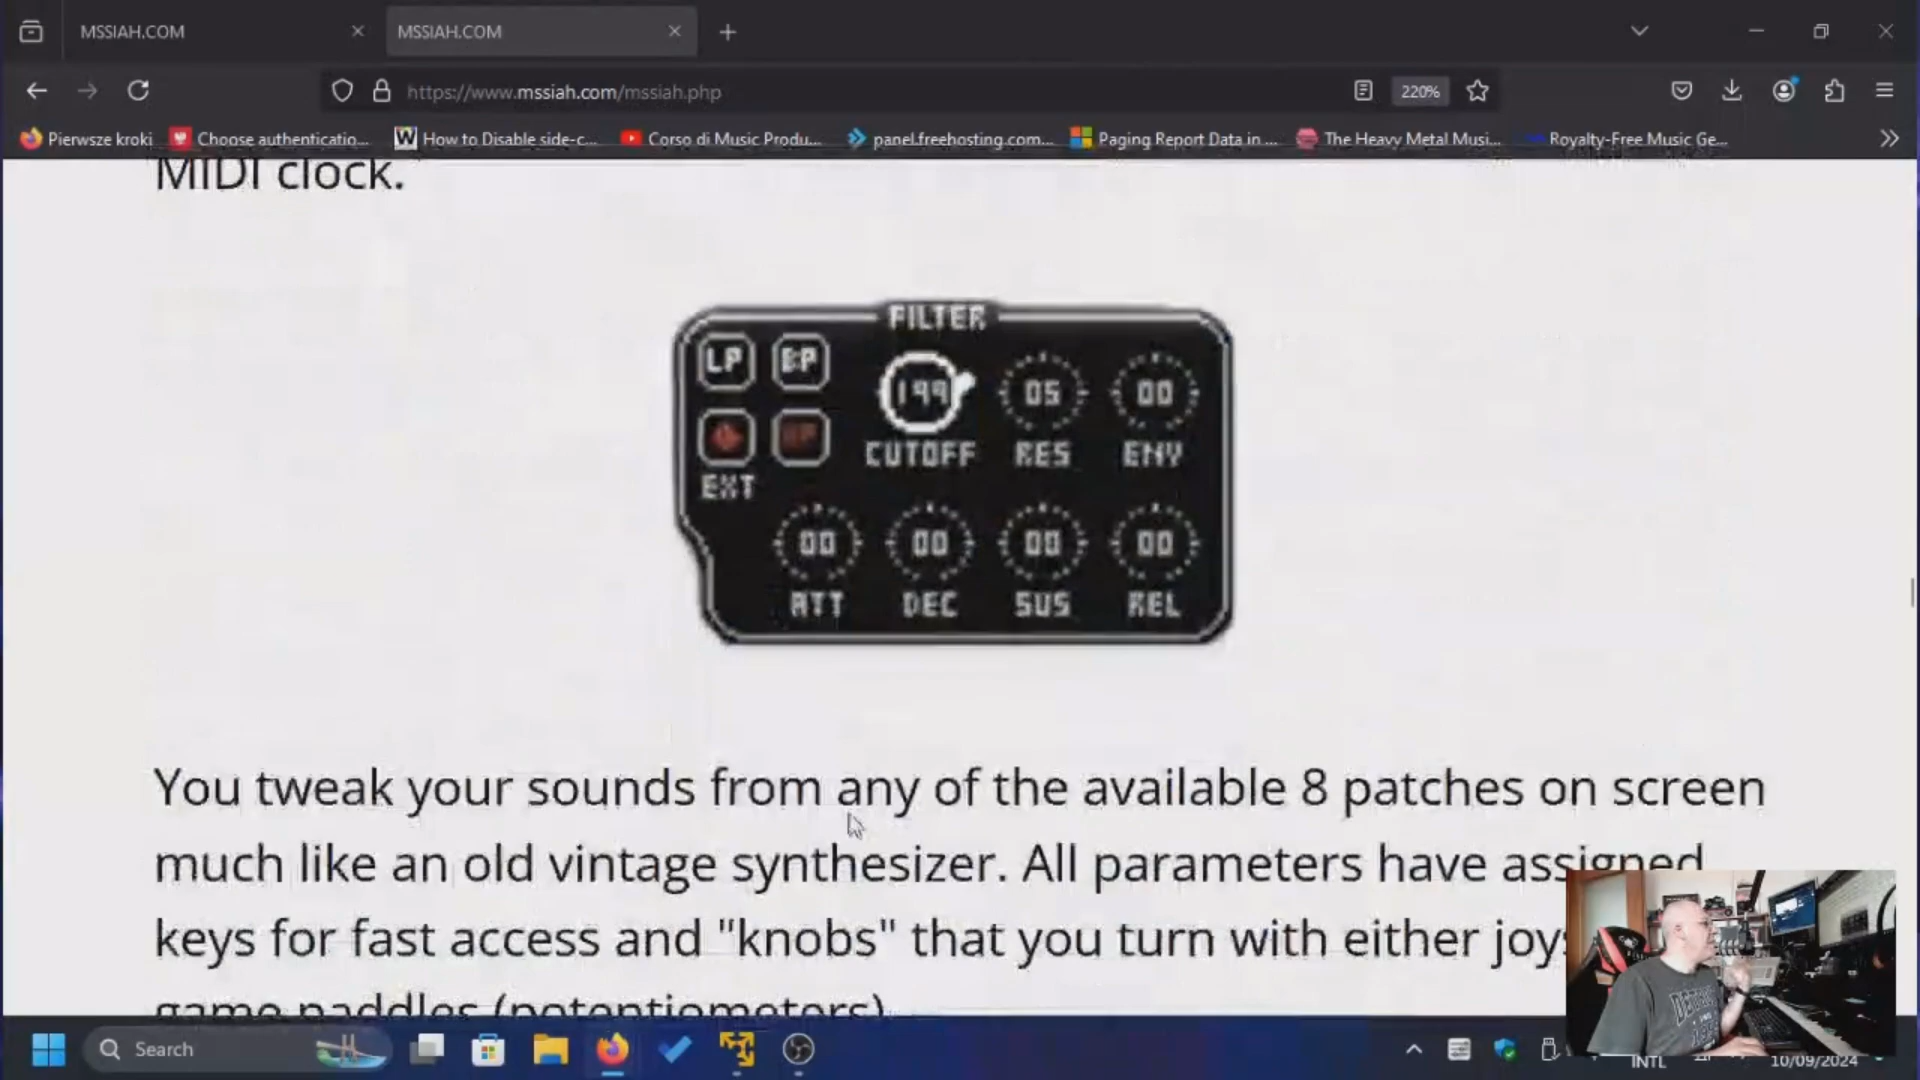 MSSIAH.COM
MSSIAH.COM
https://www.mssiah.com/mssiah.php
220%
Pierwsze kroki
Choose authenticatio...
How to Disable side-c...
Corso di Music Produ...
panel.freehosting.com...
Paging Report Data in ...
The Heavy Metal Musi...
Royalty-Free Music Ge...
MIDI clock.
FILTER
LP
BP
199
05
00
CUTOFF
RES
ENV
EXT
00
00
00
00
ATT
DEC
SUS
REL
You tweak your sounds from any of the available 8 patches on screen
much like an old vintage synthesizer. All parameters have assigned
keys for fast access and "knobs" that you turn with either joys
game paddles (potentiometers).
Search
INTL
10/09/2024